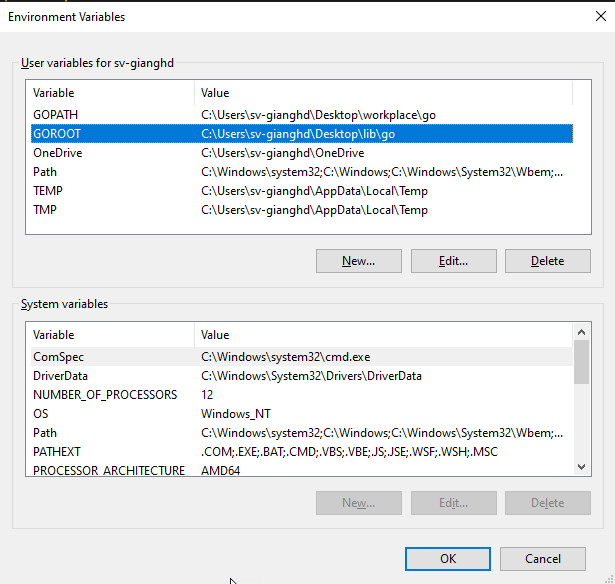 Environment Variables
User variables for sv-gianghd
Variable Value
GOPATH C:\Users\sv-gianghd\Desktop\workplace\go
GOROOT C:\Users\sv-gianghd\Desktop\lib\go
OneDrive C:\Users\sv-gianghd\OneDrive
Path C:\Windows\system32;C:\Windows;C:\Windows\System32\Wbem;...
TEMP C:\Users\sv-gianghd\AppData\Local\Temp
TMP C:\Users\sv-gianghd\AppData\Local\Temp
New... Edit... Delete
System variables
Variable Value
ComSpec C:\Windows\system32\cmd.exe
DriverData C:\Windows\System32\Drivers\DriverData
NUMBER_OF_PROCESSORS 12
OS Windows_NT
Path C:\Windows\system32;C:\Windows;C:\Windows\System32\Wbem;...
PATHEXT .COM;.EXE;.BAT;.CMD;.VBS;.VBE;.JS;.JSE;.WSF;.WSH;.MSC
PROCESSOR_ARCHITECTURE AMD64
New... Edit... Delete
OK Cancel